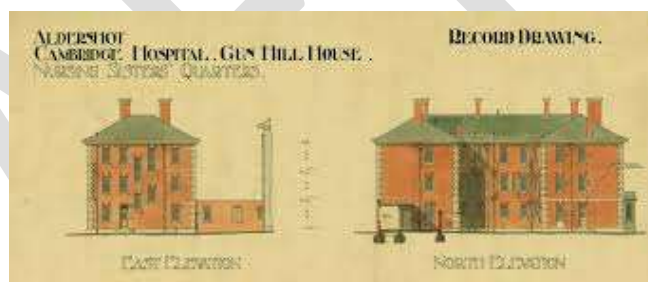 ALDERSHOT
CAMBRIDGE HOSPITAL. GUN HILL HOUSE.
NURSING SISTERS' QUARTERS.
RECORD DRAWING.
EAST ELEVATION
NORTH ELEVATION